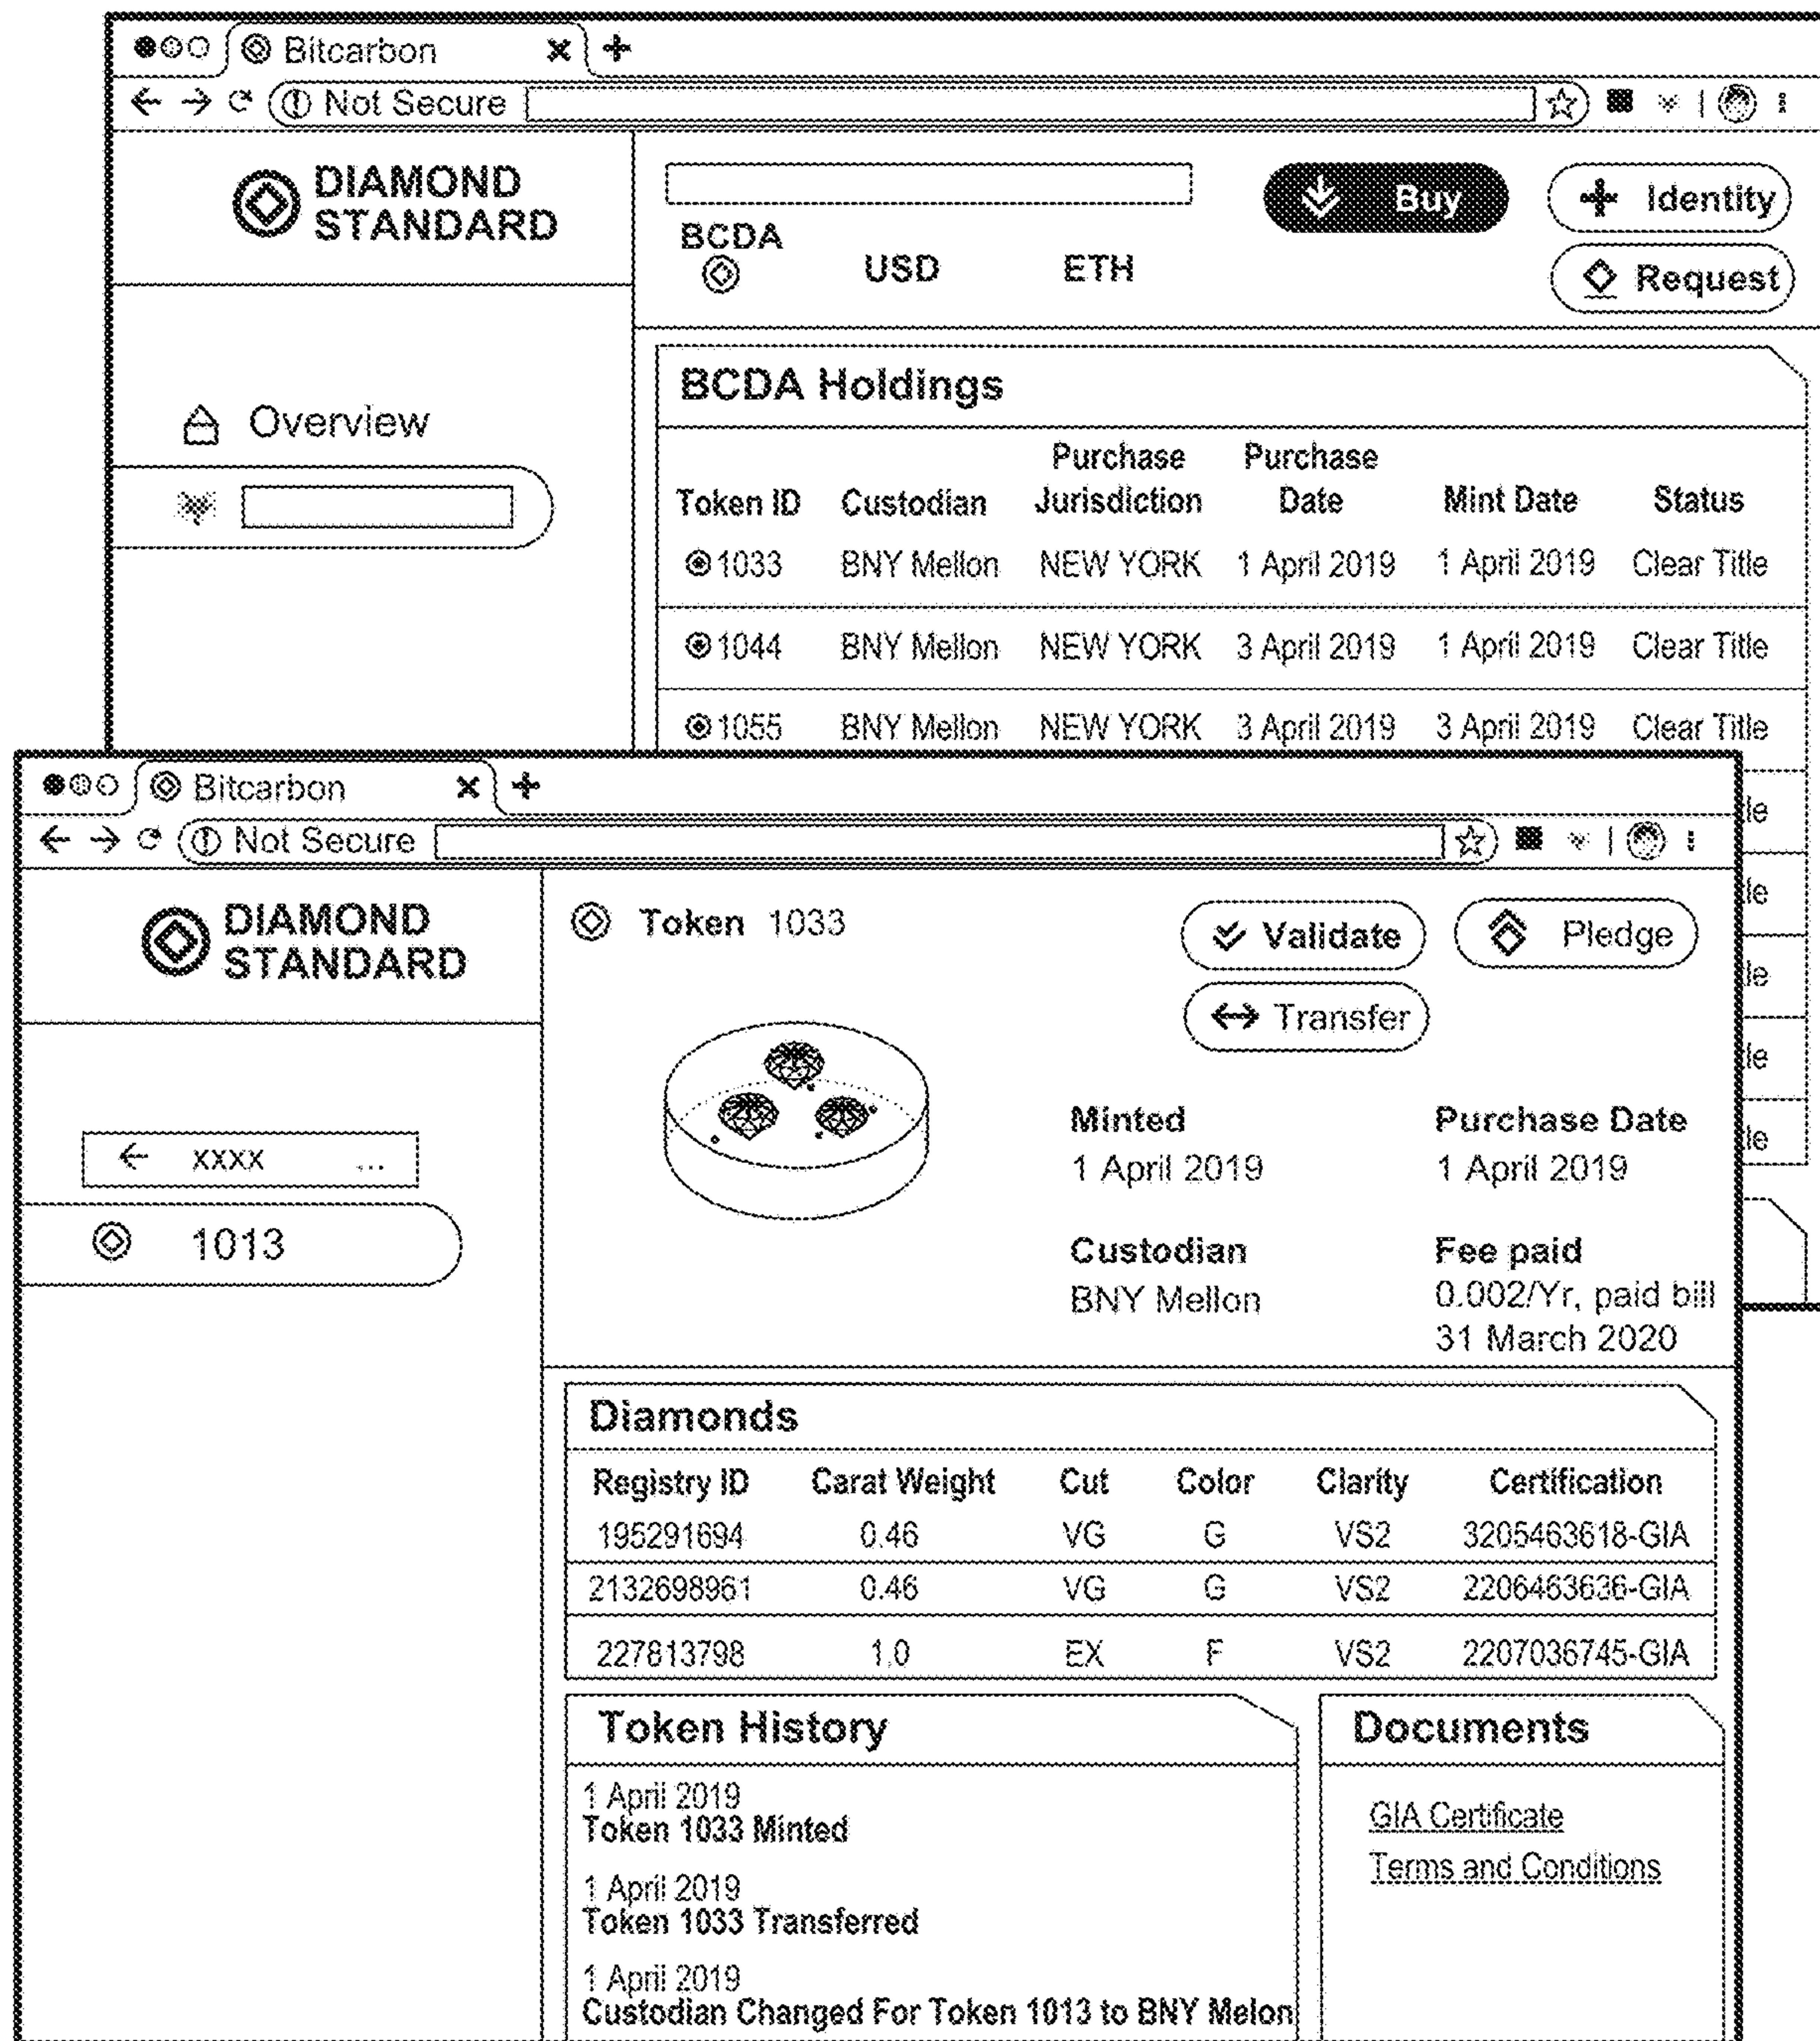 Bitcarbon
Not Secure
DIAMOND
STANDARD
BCDA
USD ETH
Buy
Identity
Request
Overview
BCDA Holdings
Token ID Custodian Purchase Jurisdiction Purchase Date Mint Date Status
1033 BNY Mellon NEW YORK 1 April 2019 1 April 2019 Clear Title
1044 BNY Mellon NEW YORK 3 April 2019 1 April 2019 Clear Title
1055 BNY Mellon NEW YORK 3 April 2019 3 April 2019 Clear Title
le
le
le
le
le
Bitcarbon
Not Secure
DIAMOND
STANDARD
xxxx ...
1013
Token 1033
Validate
Pledge
Transfer
Minted Purchase Date
1 April 2019 1 April 2019
Custodian Fee paid
BNY Mellon 0.002/Yr, paid bill
31 March 2020
Diamonds
Registry ID Carat Weight Cut Color Clarity Certification
195291694 0.46 VG G VS2 3205463618-GIA
2132698961 0.46 VG G VS2 2206463636-GIA
227813798 1.0 EX F VS2 2207036745-GIA
Token History
1 April 2019
Token 1033 Minted
1 April 2019
Token 1033 Transferred
1 April 2019
Custodian Changed For Token 1013 to BNY Melon
Documents
GIA Certificate
Terms and Conditions